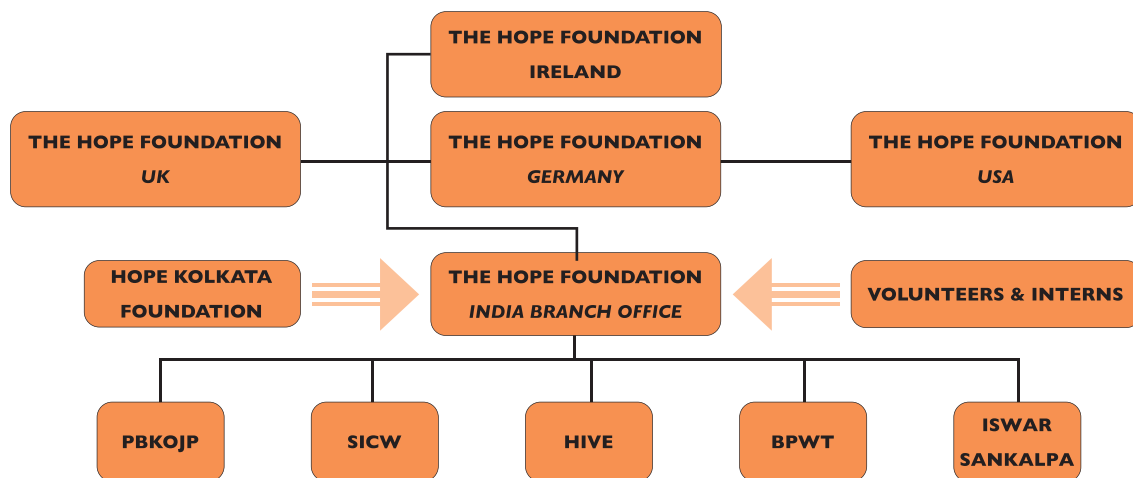 THE HOPE FOUNDATION
IRELAND
THE HOPE FOUNDATION
UK
THE HOPE FOUNDATION
GERMANY
THE HOPE FOUNDATION
USA
HOPE KOLKATA
FOUNDATION
THE HOPE FOUNDATION
INDIA BRANCH OFFICE
VOLUNTEERS & INTERNS
PBKOJP
SICW
HIVE
BPWT
ISWAR
SANKALPA